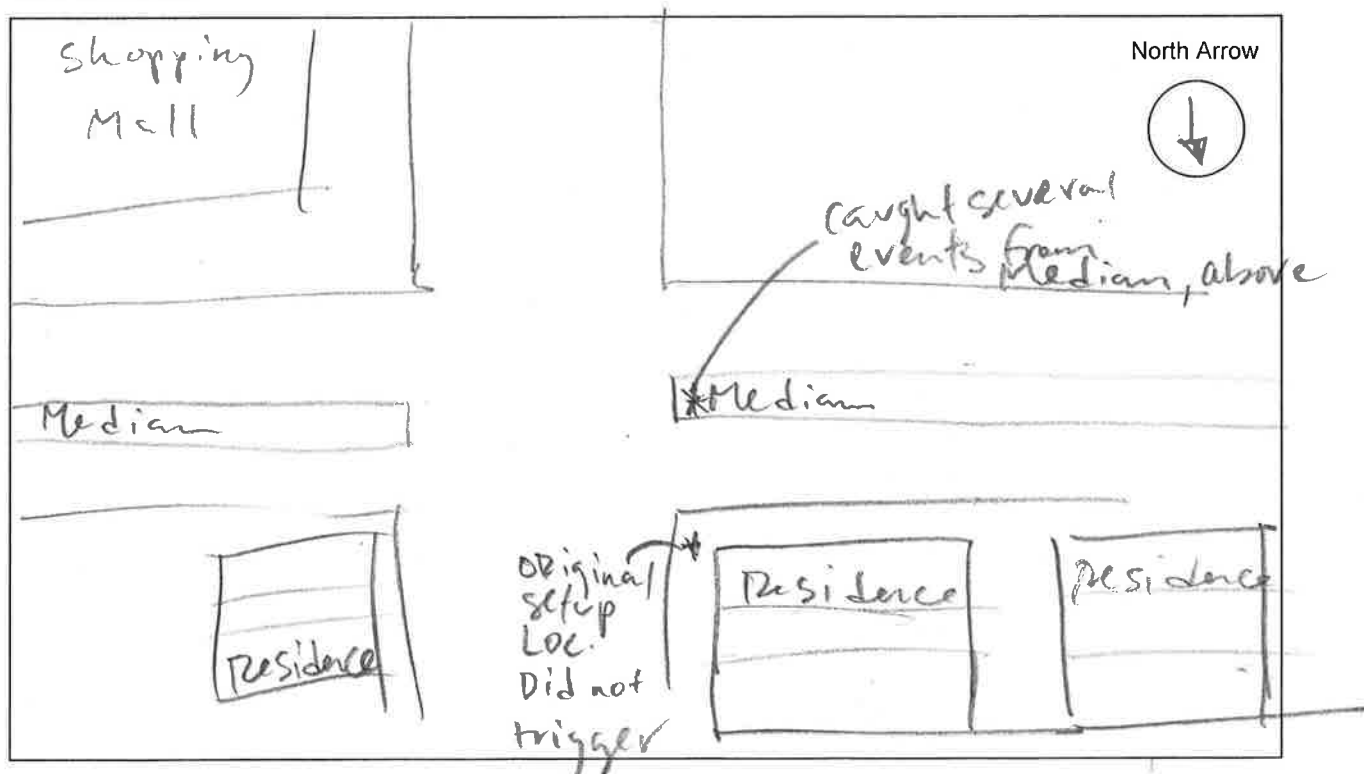 Shopping
Mall
North Arrow
caught several
events from
Median, above
Median
Median
ORiginal
setup
Loc.
Did not
trigger
Residence
Residence
Residence